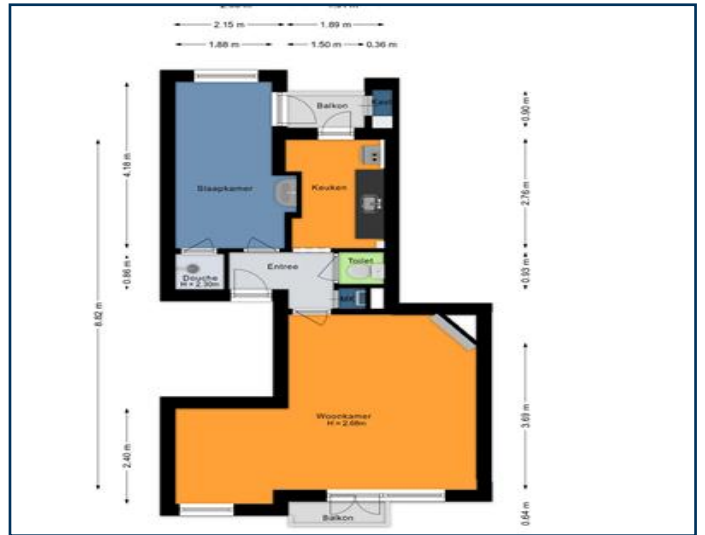 2.15 m
1.89 m
1.88 m
1.50 m
0.36 m
Balkon
Kast
0.90 m
4.18 m
Slaapkamer
Keuken
2.76 m
8.82 m
Entree
Toilet
0.86 m
Douche
H = 2.30m
0.93 m
MK
Woonkamer
H = 2.68m
3.69 m
2.40 m
Balkon
0.64 m